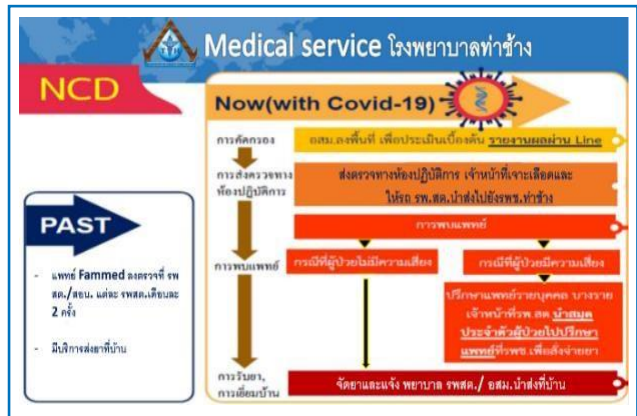 Medical service โรงพยาบาลท่าช้าง
NCD
Now(with Covid-19)
การคัดกรอง
อสม.ลงพื้นที่ เพื่อประเมินเบื้องต้น รายงานผลผ่าน Line
การส่งตรวจทาง
ห้องปฏิบัติการ
ส่งตรวจทางห้องปฏิบัติการ เจ้าหน้าที่เจาะเลือดและ
ให้รถ รพ.สต.นำส่งไปยังรพช.ท่าช้าง
PAST
- แพทย์ Fammed ลงตรวจที่ รพ
สต./สอน. แต่ละ รพสต.เดือนละ
2 ครั้ง
- มีบริการส่งยาที่บ้าน
การพบแพทย์
การพบแพทย์
กรณีที่ผู้ป่วยไม่มีความเสี่ยง
กรณีที่ผู้ป่วยมีความเสี่ยง
ปรึกษาแพทย์รายบุคคล บางราย
เจ้าหน้าที่รพ.สต.นำสมุด
ประจำตัวผู้ป่วยไปปรึกษา
แพทย์ที่รพช.เพื่อสั่งจ่ายยา
การรับยา,
การเยี่ยมบ้าน
จัดยาและแจ้ง พยาบาล รพสต./ อสม.นำส่งที่บ้าน